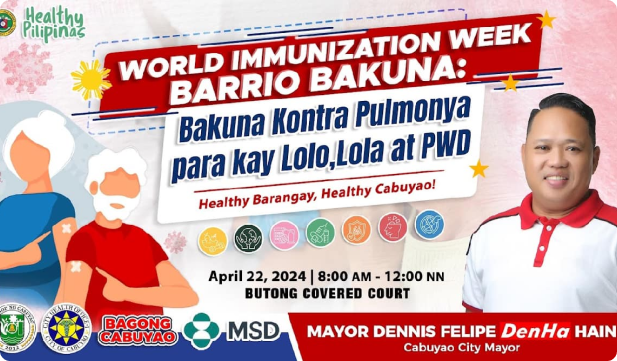 Healthy
Pilipinas
WORLD IMMUNIZATION WEEK
BARRIO BAKUNA:
Bakuna Kontra Pulmonya
para kay Lolo,Lola at PWD
Healthy Barangay, Healthy Cabuyao!
April 22, 2024 | 8:00 AM - 12:00 NN
BUTONG COVERED COURT
BAGONG
CABUYAO
MSD
MAYOR DENNIS FELIPE DenHa HAIN
Cabuyao City Mayor